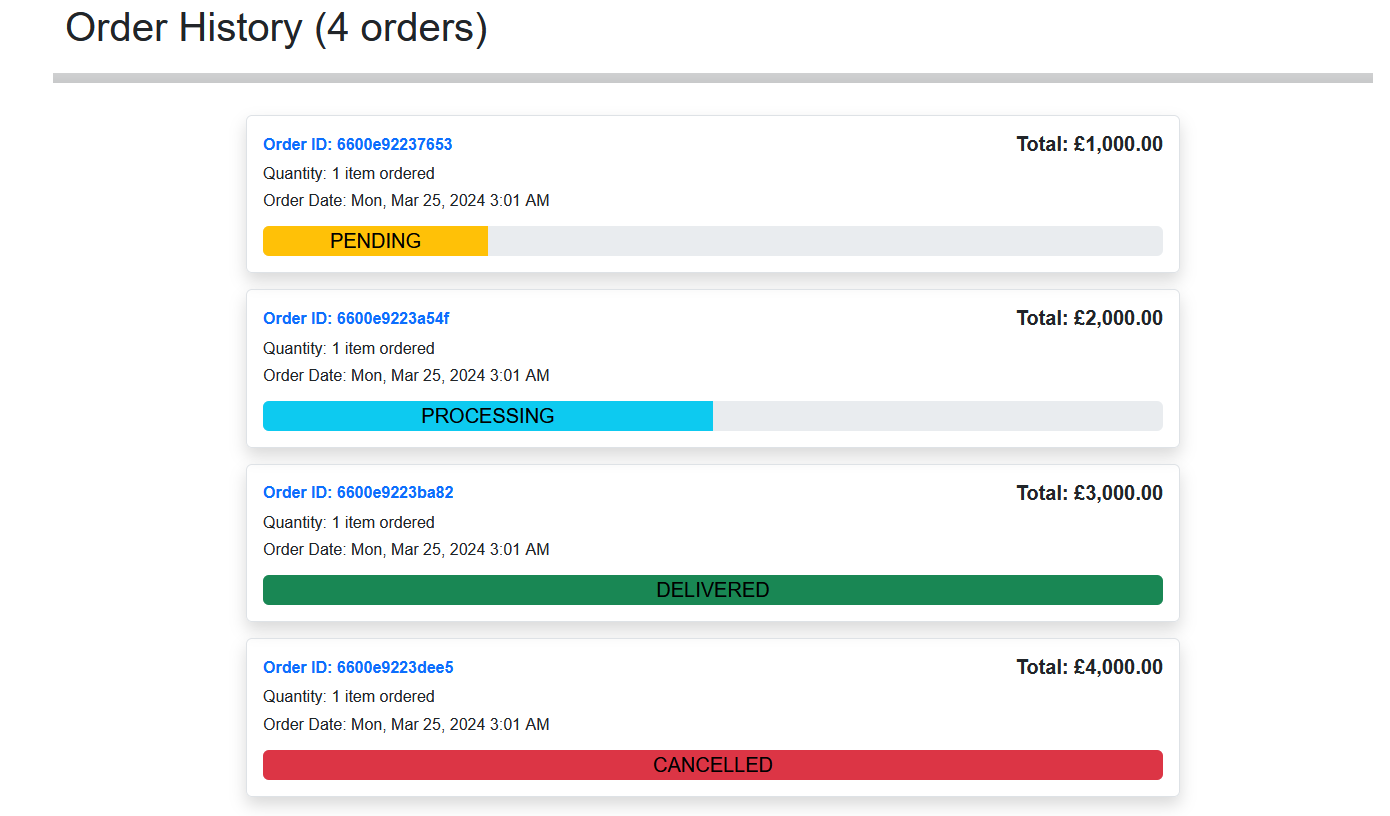 Order History (4 orders)
Order ID: 6600e92237653
Total: £1,000.00
Quantity: 1 item ordered
Order Date: Mon, Mar 25, 2024 3:01 AM
PENDING
Order ID: 6600e9223a54f
Total: £2,000.00
Quantity: 1 item ordered
Order Date: Mon, Mar 25, 2024 3:01 AM
PROCESSING
Order ID: 6600e9223ba82
Total: £3,000.00
Quantity: 1 item ordered
Order Date: Mon, Mar 25, 2024 3:01 AM
DELIVERED
Order ID: 6600e9223dee5
Total: £4,000.00
Quantity: 1 item ordered
Order Date: Mon, Mar 25, 2024 3:01 AM
CANCELLED